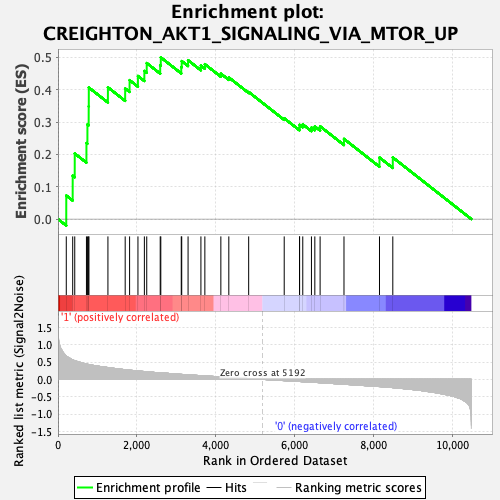 Enrichment plot:
CREIGHTON_AKT1_SIGNALING_VIA_MTOR_UP
Enrichment score (ES)
0.5
0.4
0.3
0.2
0.1
0.0
'1' (positively correlated)
Ranked list metric (Signal2Noise)
1.5
1.0
0.5
0.0
-0.5
-1.0
-1.5
Zero cross at 5192
'0' (negatively correlated)
0 2,000 4,000 6,000 8,000 10,000
Rank in Ordered Dataset
Enrichment profile Hits Ranking metric scores